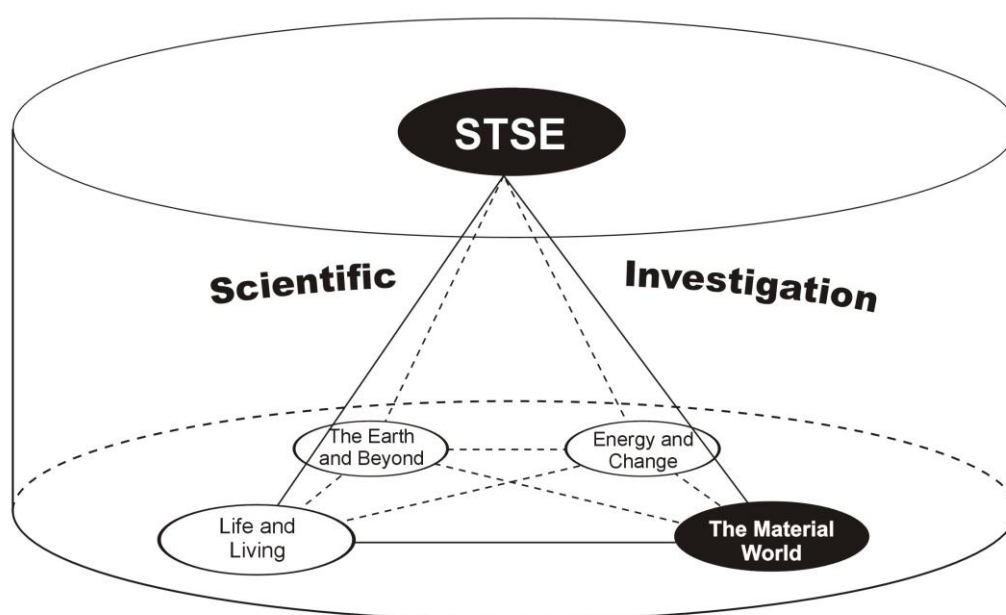 STSE
Scientific
Investigation
The Earth
and Beyond
Energy and
Change
Life and
Living
The Material
World